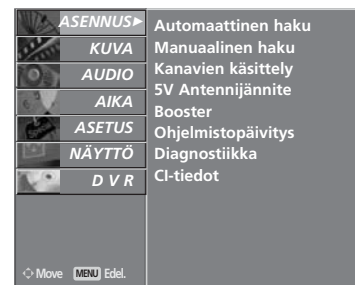 ASENNUS
KUVA
AUDIO
AIKA
ASETUS
NÄYTTÖ
D V R
Automaattinen haku
Manuaalinen haku
Kanavien käsittely
5V Antennijännite
Booster
Ohjelmistopäivitys
Diagnostiikka
CI-tiedot
Move MENU Edel.